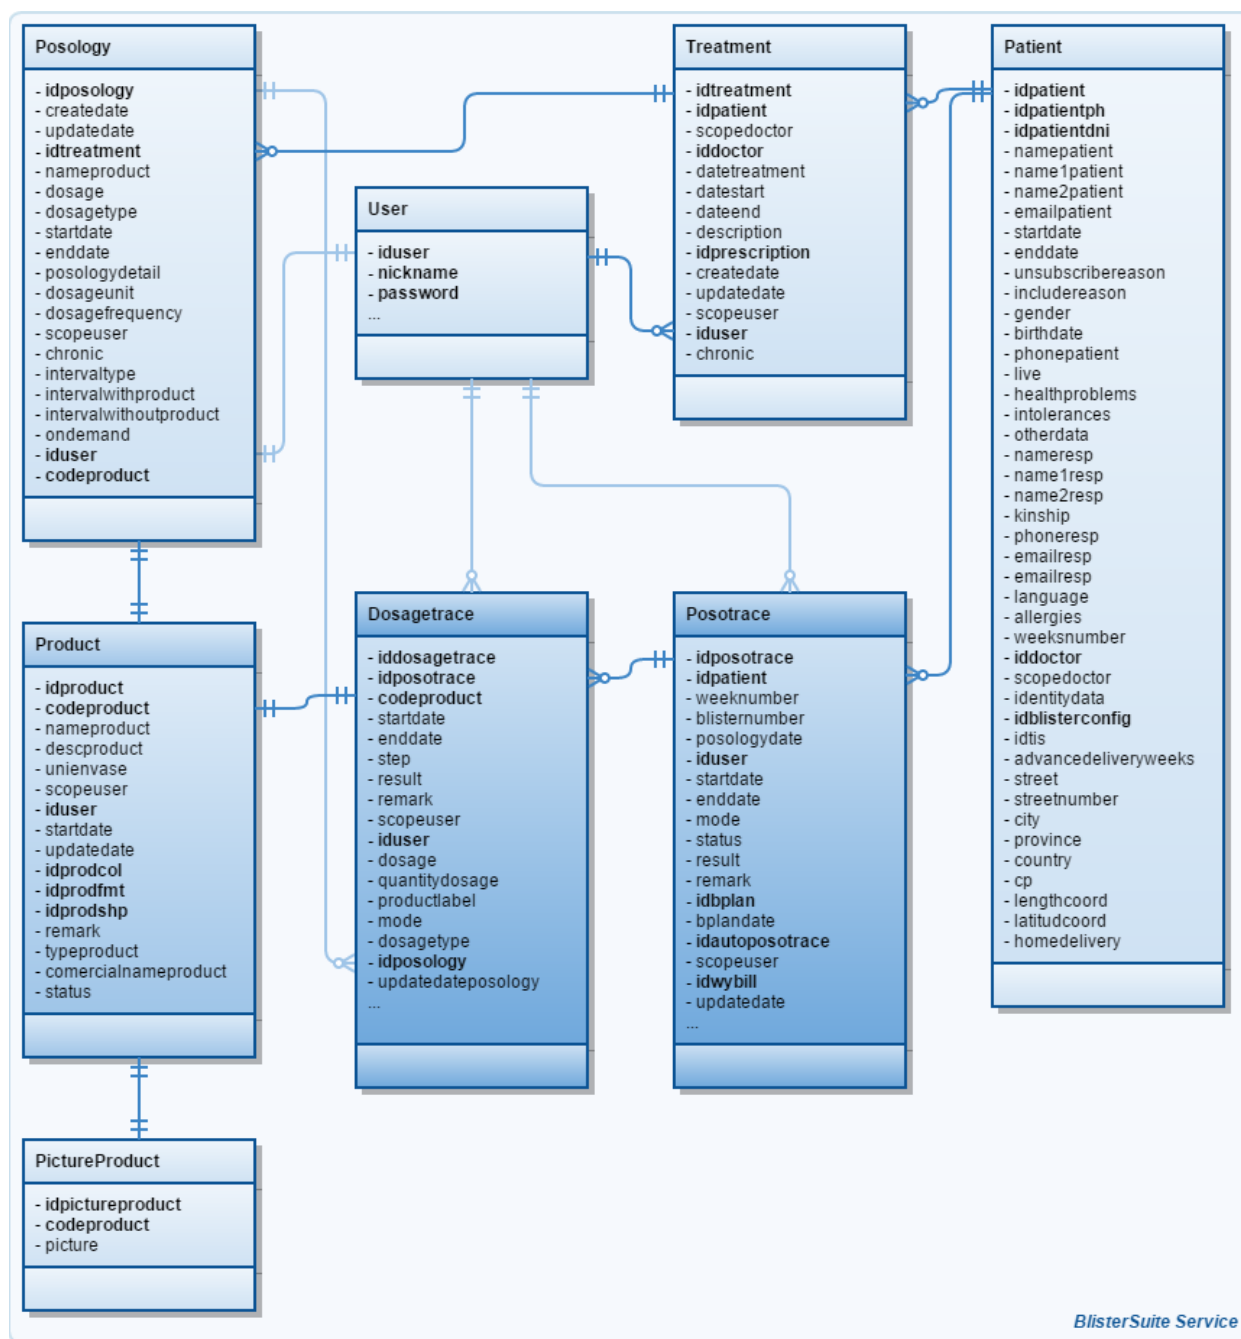 Posology
- idposology
- createdate
- updatedate
- idtreatment
- nameproduct
- dosage
- dosagetype
- startdate
- enddate
- posologydetail
- dosageunit
- dosagefrequency
- scopeuser
- chronic
- intervaltype
- intervalwithproduct
- intervalwithoutproduct
- ondemand
- iduser
- codeproduct
User
- iduser
- nickname
- password
...
Treatment
- idtreatment
- idpatient
- scopedoctor
- iddoctor
- datetreatment
- datestart
- dateend
- description
- idprescription
- createdate
- updatedate
- scopeuser
- iduser
- chronic
Patient
- idpatient
- idpatientph
- idpatientdni
- namepatient
- name1patient
- name2patient
- emailpatient
- startdate
- enddate
- unsubscribereason
- includereason
- gender
- birthdate
- phonepatient
- live
- healthproblems
- intolerances
- otherdata
- nameresp
- name1resp
- name2resp
- kinship
- phoneresp
- emailresp
- emailresp
- language
- allergies
- weeksnumber
- iddoctor
- scopedoctor
- identitydata
- idblisterconfig
- idtis
- advancedeliveryweeks
- street
- streetnumber
- city
- province
- country
- cp
- lengthcoord
- latitudcoord
- homedelivery
Product
- idproduct
- codeproduct
- nameproduct
- descproduct
- unienvase
- scopeuser
- iduser
- startdate
- updatedate
- idprodcol
- idprodfmt
- idprodshp
- remark
- typeproduct
- comercialnameproduct
- status
Dosagetrace
- iddosagetrace
- idposotrace
- codeproduct
- startdate
- enddate
- step
- result
- remark
- scopeuser
- iduser
- dosage
- quantitydosage
- productlabel
- mode
- dosagetype
- idposology
- updatedateposology
...
Posotrace
- idposotrace
- idpatient
- weeknumber
- blisternumber
- posologydate
- iduser
- startdate
- enddate
- mode
- status
- result
- remark
- idbplan
- bplandate
- idautoposotrace
- scopeuser
- idwybill
- updatedate
...
PictureProduct
- idpictureproduct
- codeproduct
- picture
BlisterSuite Service